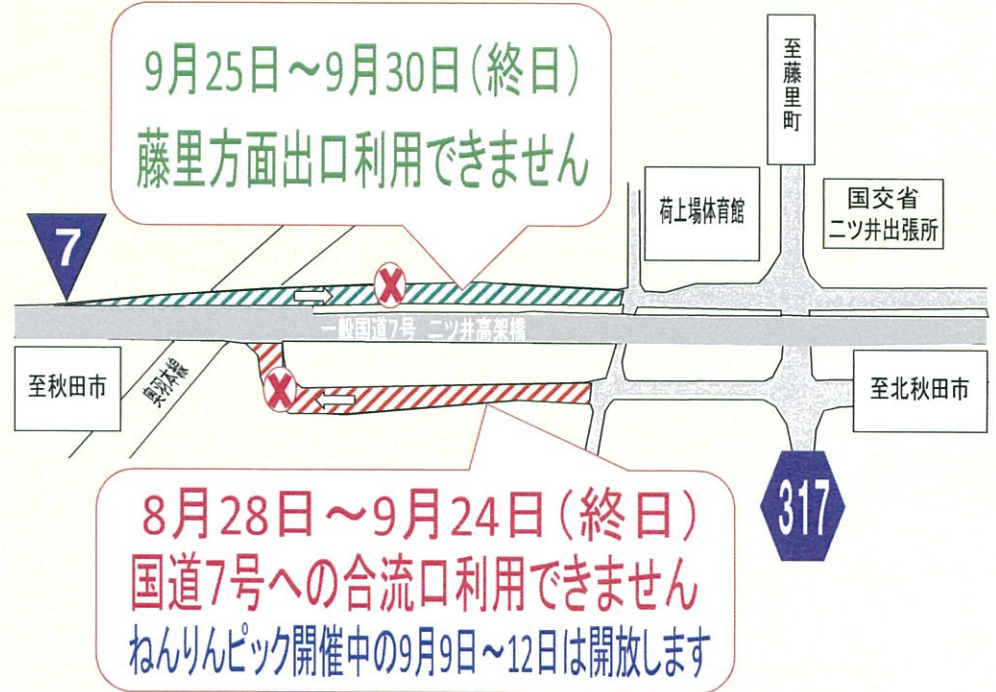 9月25日～9月30日(終日)
藤里方面出口利用できません
至藤里町
荷上場体育館
国交省
二ツ井出張所
7
一般国道7号 二ツ井高架橋
至秋田市
奥羽本線
至北秋田市
317
8月28日～9月24日(終日)
国道7号への合流口利用できません
ねんりんピック開催中の9月9日～12日は開放します